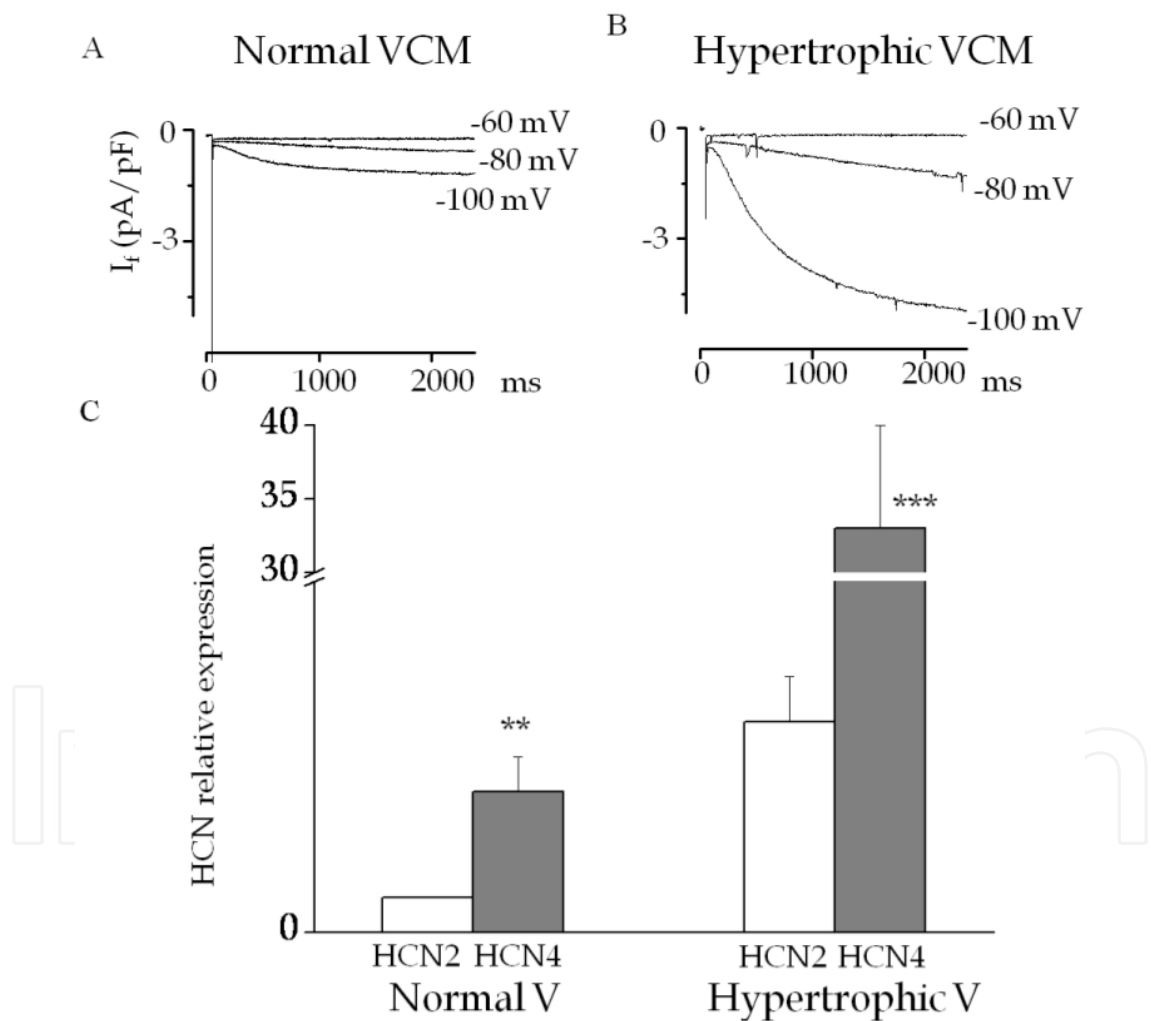 A
Normal VCM
B
Hypertrophic VCM
0
-3
I_f (pA/pF)
-60 mV
-80 mV
-100 mV
0 1000 2000 ms
0
-3
-60 mV
-80 mV
-100 mV
0 1000 2000 ms
C
40
35
30
0
HCN relative expression
**
***
HCN2 HCN4
Normal V
HCN2 HCN4
Hypertrophic V